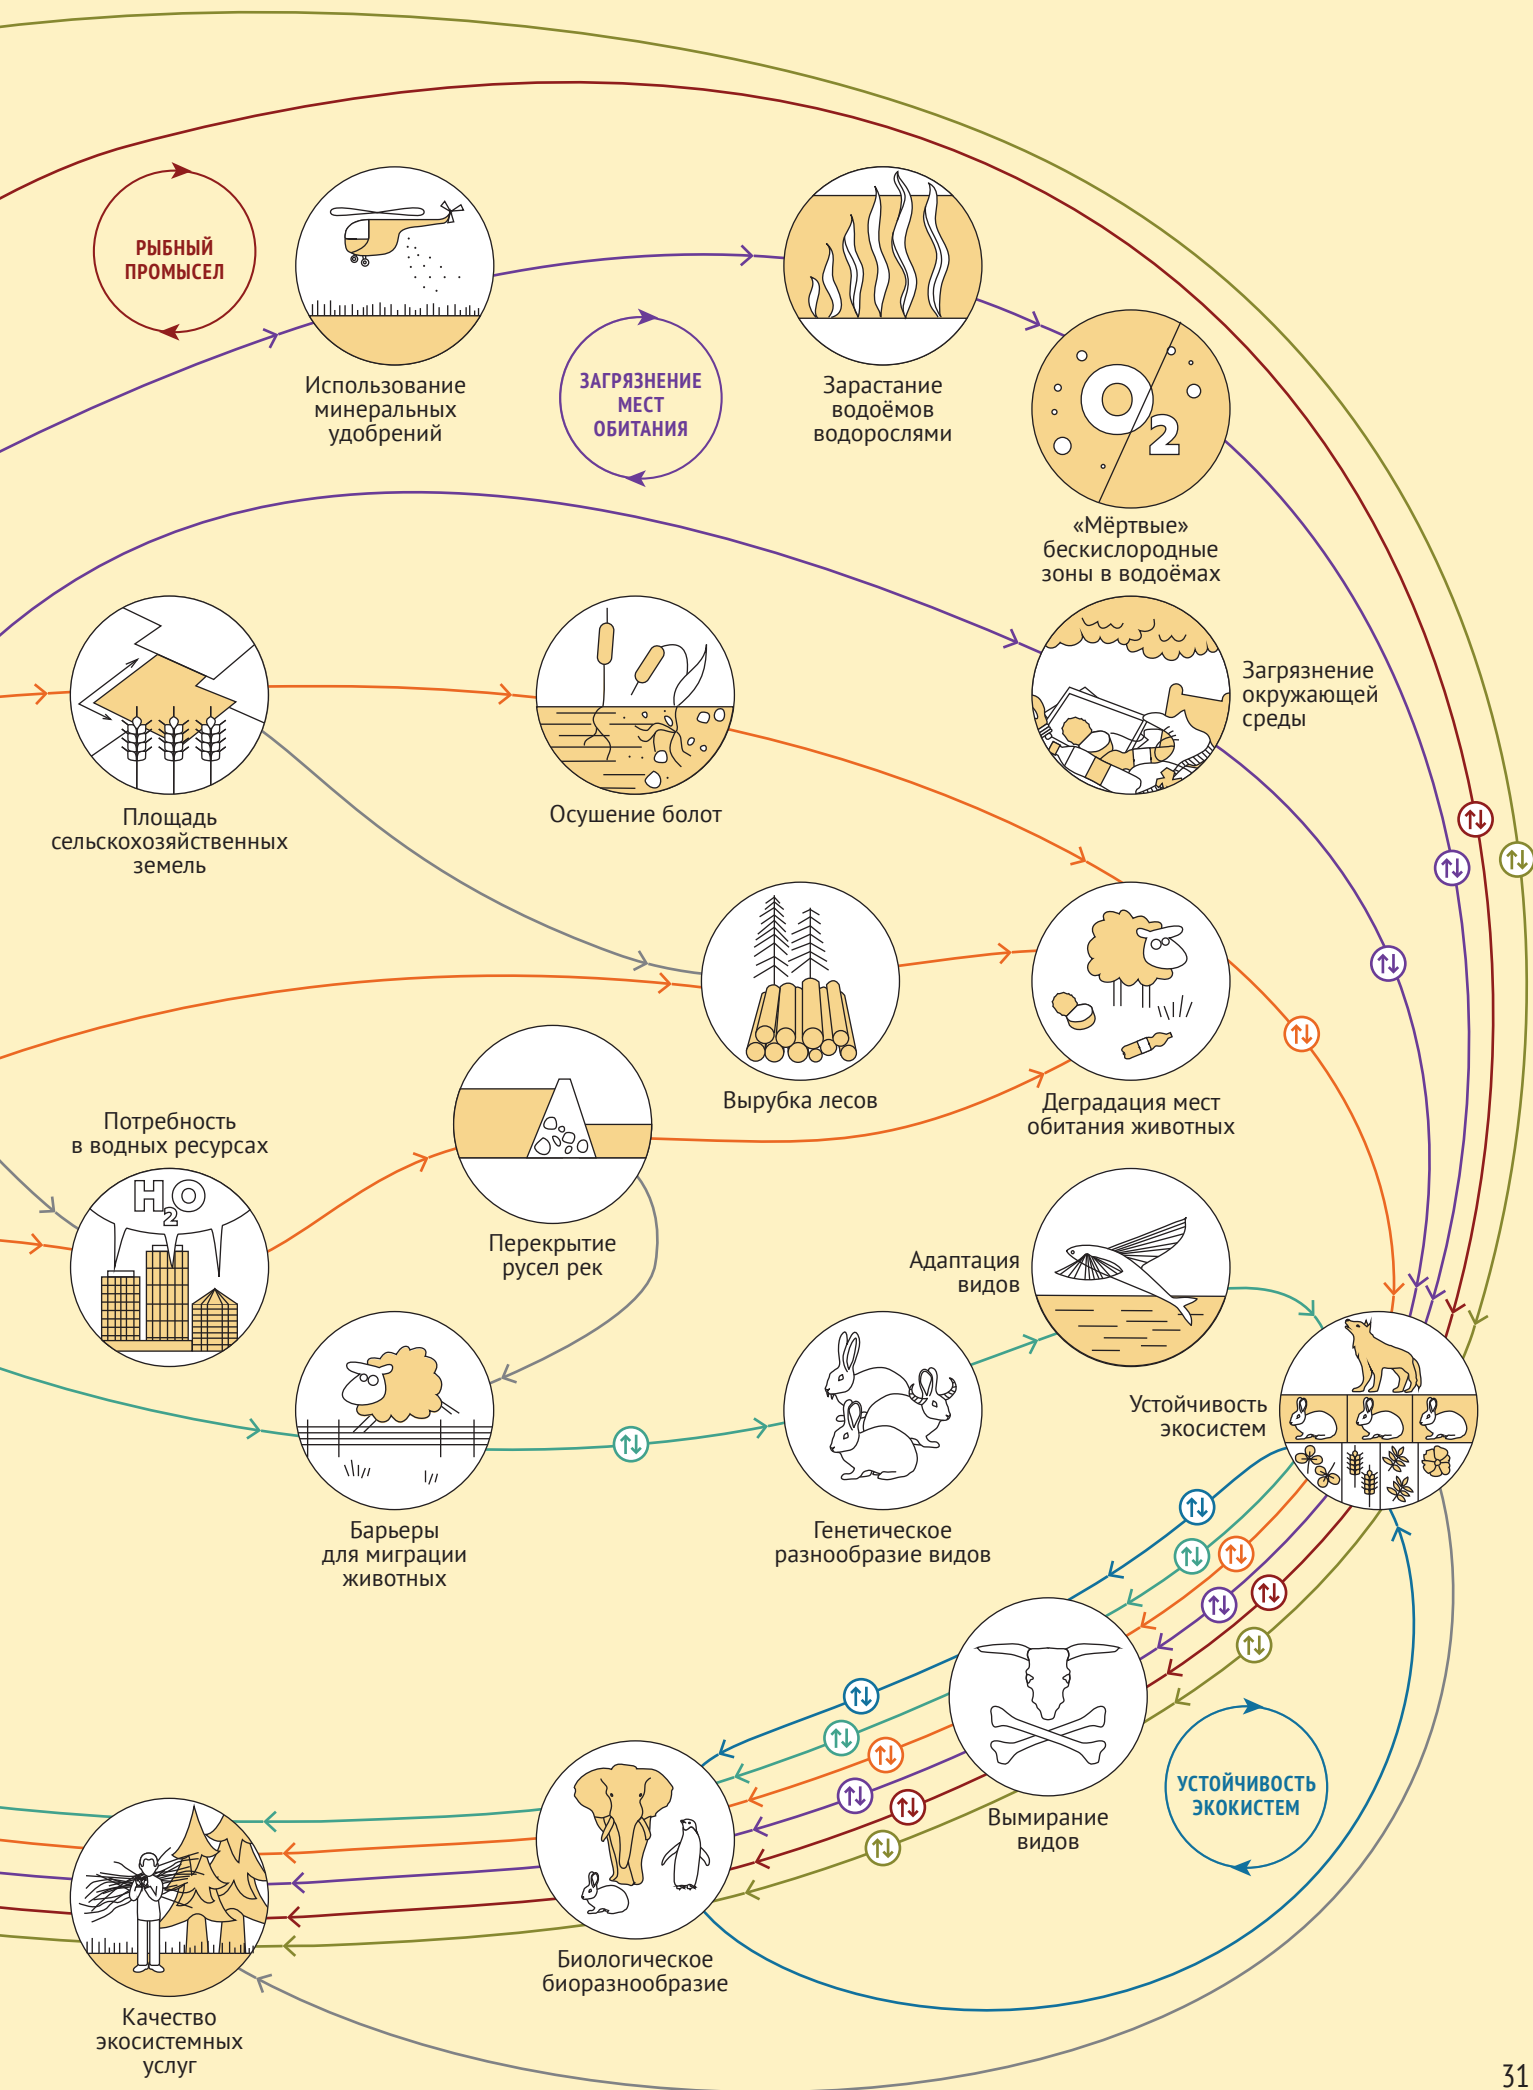 РЫБНЫЙ
ПРОМЫСЕЛ
Использование
минеральных
удобрений
ЗАГРЯЗНЕНИЕ
МЕСТ
ОБИТАНИЯ
Зарастание
водоёмов
водорослями
O2
«Мёртвые»
бескислородные
зоны в водоёмах
Загрязнение
окружающей
среды
Площадь
сельскохозяйственных
земель
Осушение болот
Вырубка лесов
Деградация мест
обитания животных
Потребность
в водных ресурсах
H2O
Перекрытие
русел рек
Адаптация
видов
Устойчивость
экосистем
Барьеры
для миграции
животных
Генетическое
разнообразие видов
Вымирание
видов
УСТОЙЧИВОСТЬ
ЭКОКИСТЕМ
Биологическое
биоразнообразие
Качество
экосистемных
услуг
31